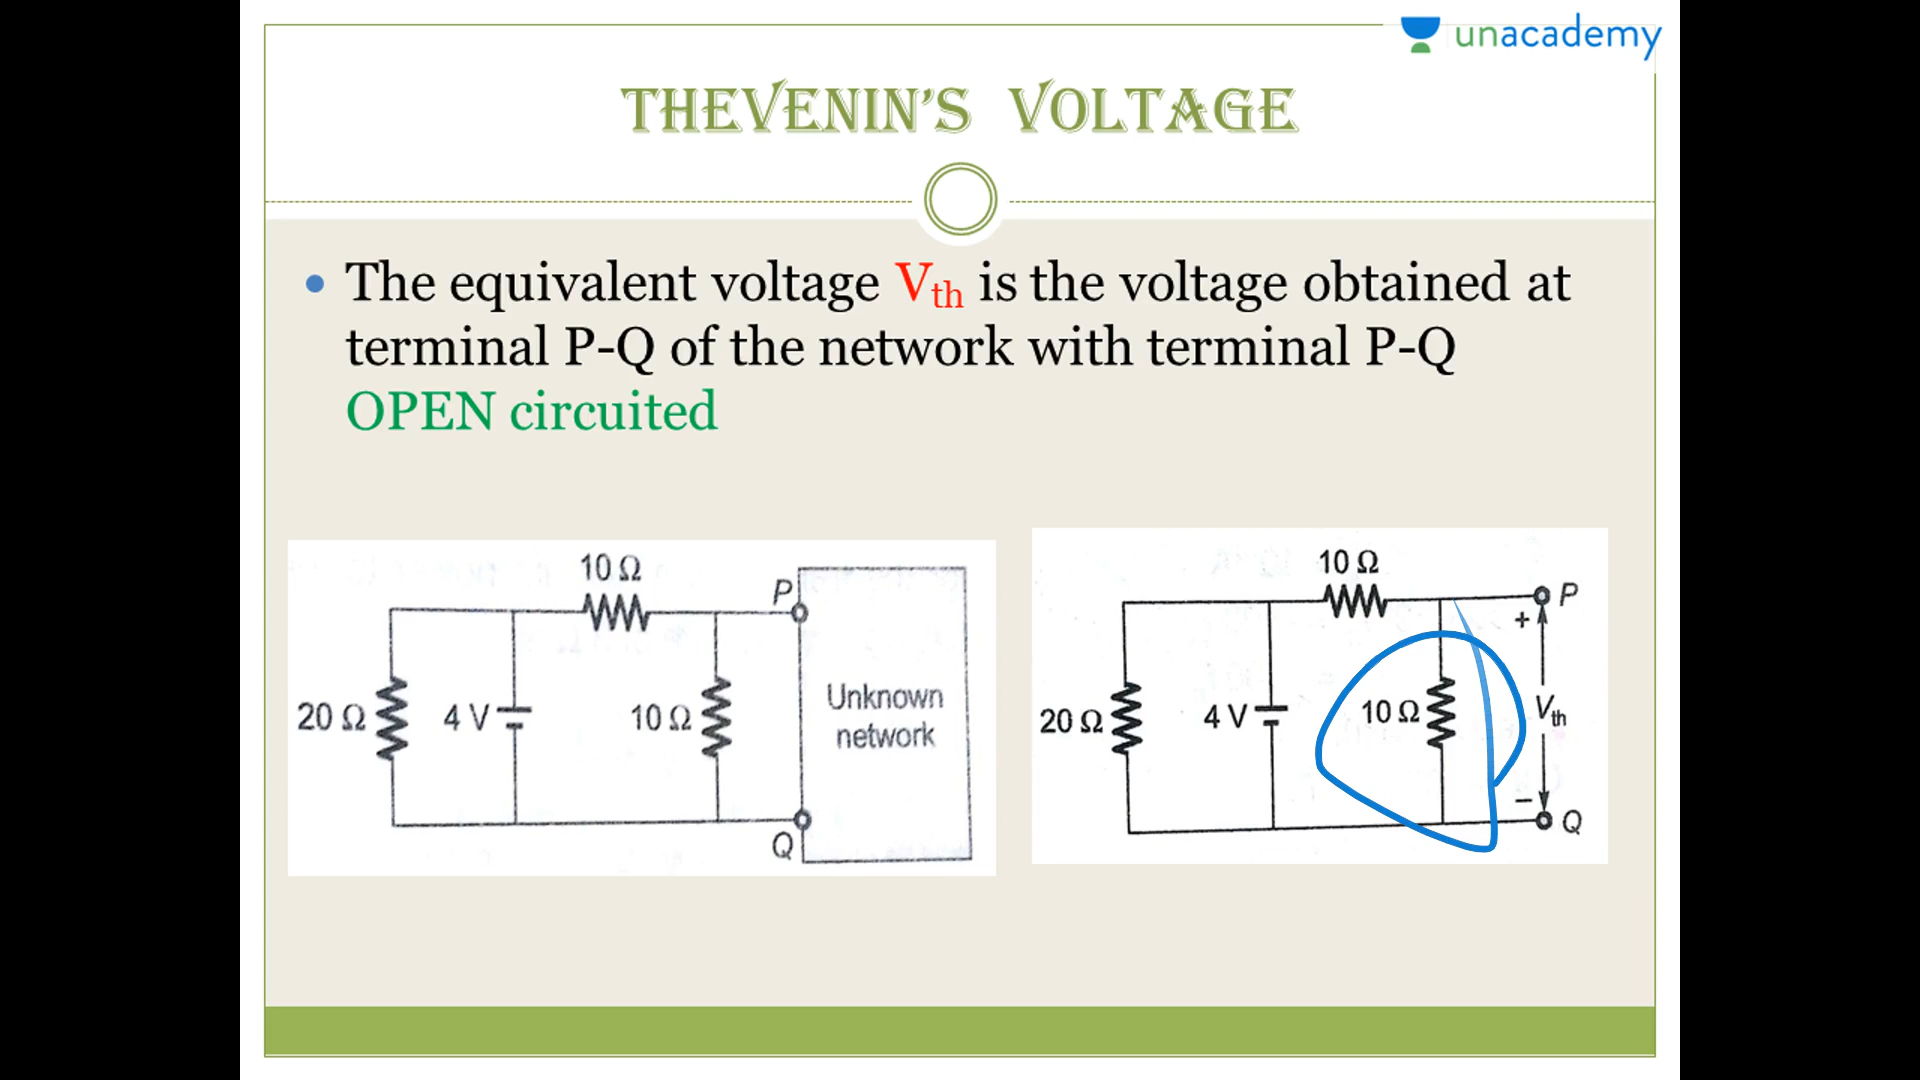 unacademy
THEVENIN'S VOLTAGE
• The equivalent voltage Vth is the voltage obtained at
terminal P-Q of the network with terminal P-Q
OPEN circuited
10 Ω
P
20 Ω
4 V
10 Ω
Unknown
network
Q
10 Ω
P
+
20 Ω
4 V
10 Ω
Vth
–
Q